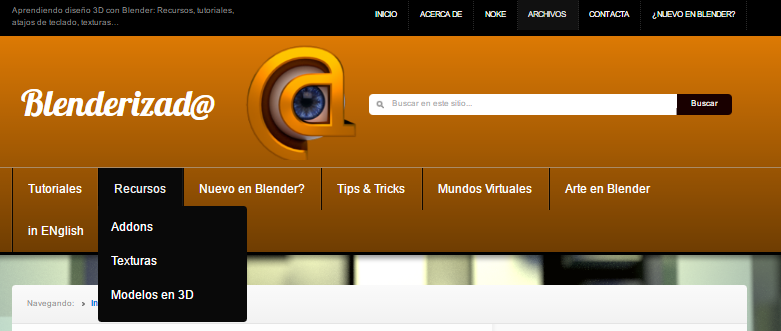 Aprendiendo diseño 3D con Blender: Recursos, tutoriales,
atajos de teclado, texturas...
INICIO ACERCA DE NOKE ARCHIVOS CONTACTA ¿NUEVO EN BLENDER?
Blenderizad@
Buscar en este sitio... Buscar
Tutoriales Recursos Nuevo en Blender? Tips & Tricks Mundos Virtuales Arte en Blender
in ENglish
Addons
Texturas
Modelos en 3D
Navegando: ›